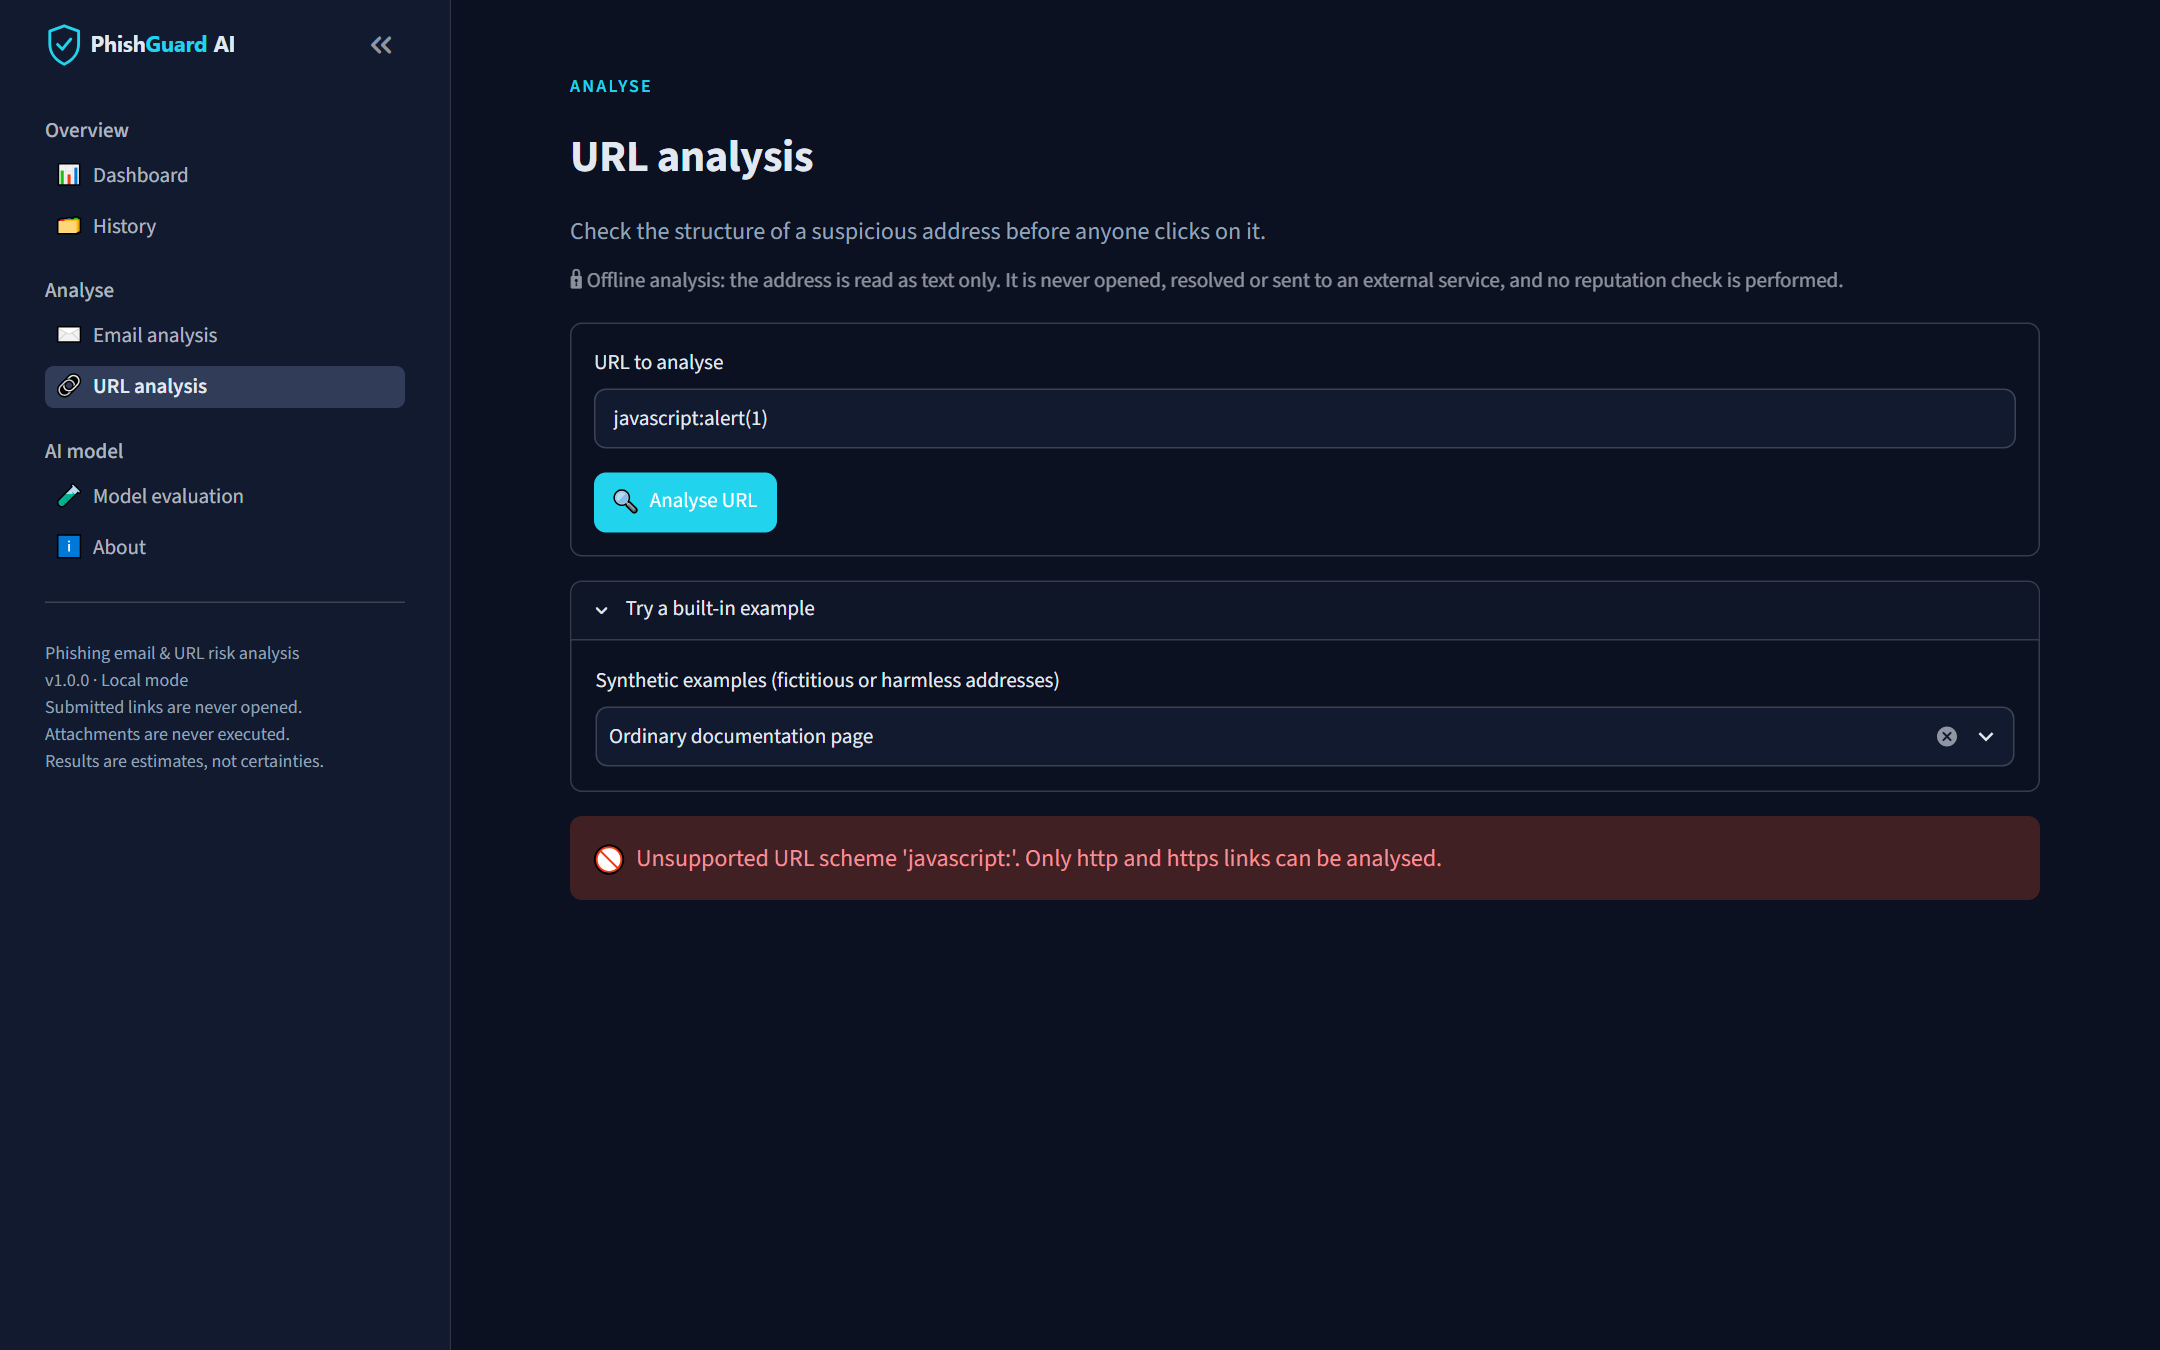 PhishGuard AI
Overview
Dashboard
History
Analyse
Email analysis
URL analysis
AI model
Model evaluation
About
Phishing email & URL risk analysis
v1.0.0 · Local mode
Submitted links are never opened.
Attachments are never executed.
Results are estimates, not certainties.
ANALYSE
URL analysis
Check the structure of a suspicious address before anyone clicks on it.
Offline analysis: the address is read as text only. It is never opened, resolved or sent to an external service, and no reputation check is performed.
URL to analyse
javascript:alert(1)
Analyse URL
Try a built-in example
Synthetic examples (fictitious or harmless addresses)
Ordinary documentation page
Unsupported URL scheme 'javascript:'. Only http and https links can be analysed.